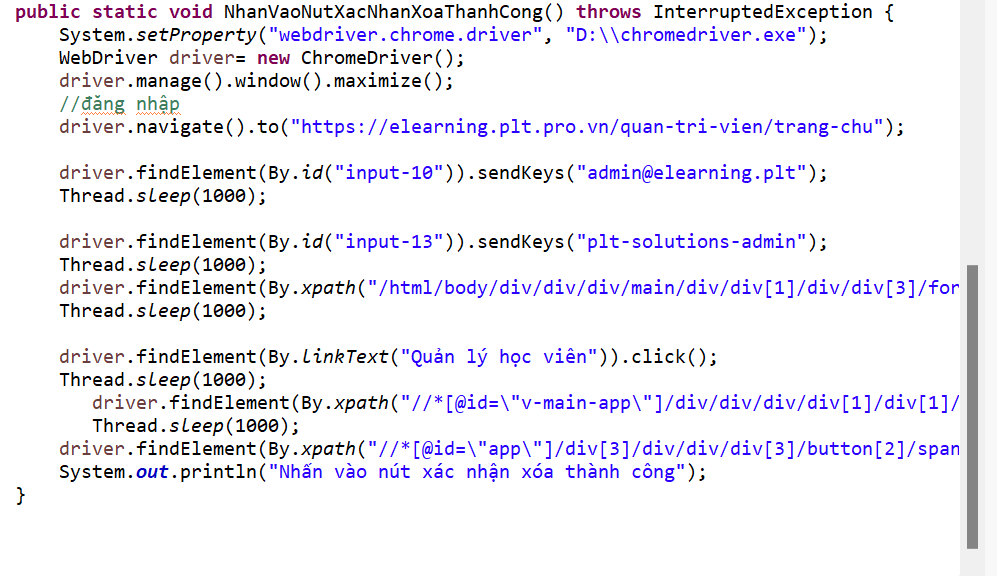 public static void NhanVaoNutXacNhanXoaThanhCong() throws InterruptedException {
System.setProperty("webdriver.chrome.driver", "D:\\chromedriver.exe");
WebDriver driver= new ChromeDriver();
driver.manage().window().maximize();
//đăng nhập
driver.navigate().to("https://elearning.plt.pro.vn/quan-tri-vien/trang-chu");
driver.findElement(By.id("input-10")).sendKeys("admin@elearning.plt");
Thread.sleep(1000);
driver.findElement(By.id("input-13")).sendKeys("plt-solutions-admin");
Thread.sleep(1000);
driver.findElement(By.xpath("/html/body/div/div/div/main/div/div[1]/div/div[3]/for
Thread.sleep(1000);
driver.findElement(By.linkText("Quản lý học viên")).click();
Thread.sleep(1000);
driver.findElement(By.xpath("//*[@id=\"v-main-app\"]/div/div/div/div[1]/div[1]/
Thread.sleep(1000);
driver.findElement(By.xpath("//*[@id=\"app\"]/div[3]/div/div/div[3]/button[2]/span
System.out.println("Nhấn vào nút xác nhận xóa thành công");
}